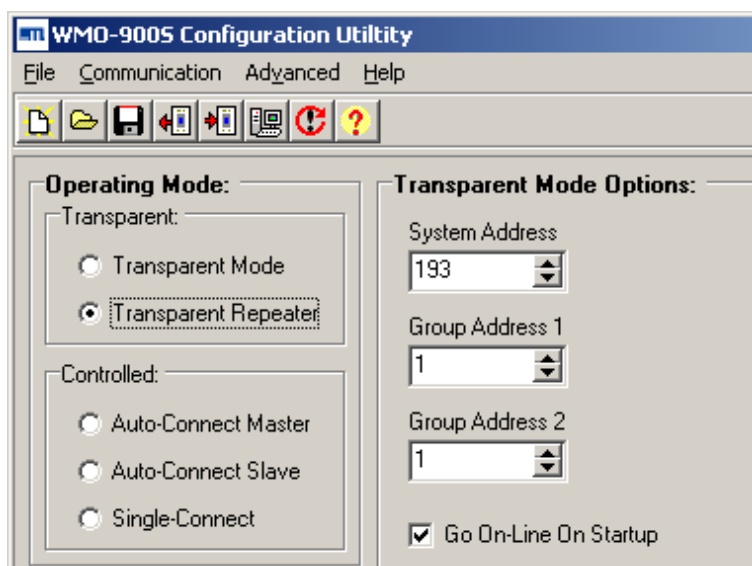 WMO-900S Configuration Utiltity
File Communication Advanced Help
Operating Mode:
Transparent:
Transparent Mode
Transparent Repeater
Controlled:
Auto-Connect Master
Auto-Connect Slave
Single-Connect
Transparent Mode Options:
System Address
193
Group Address 1
1
Group Address 2
1
Go On-Line On Startup